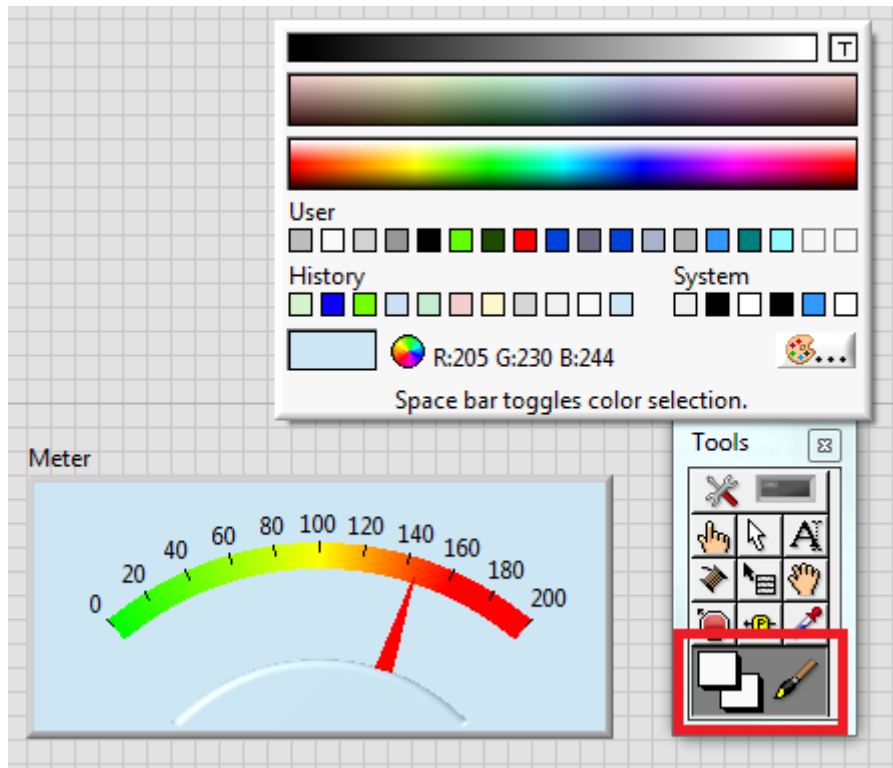 T
User
History System
R:205 G:230 B:244
...
Space bar toggles color selection.
Tools
Meter
A
0 20 40 60 80 100 120 140 160 180 200
P